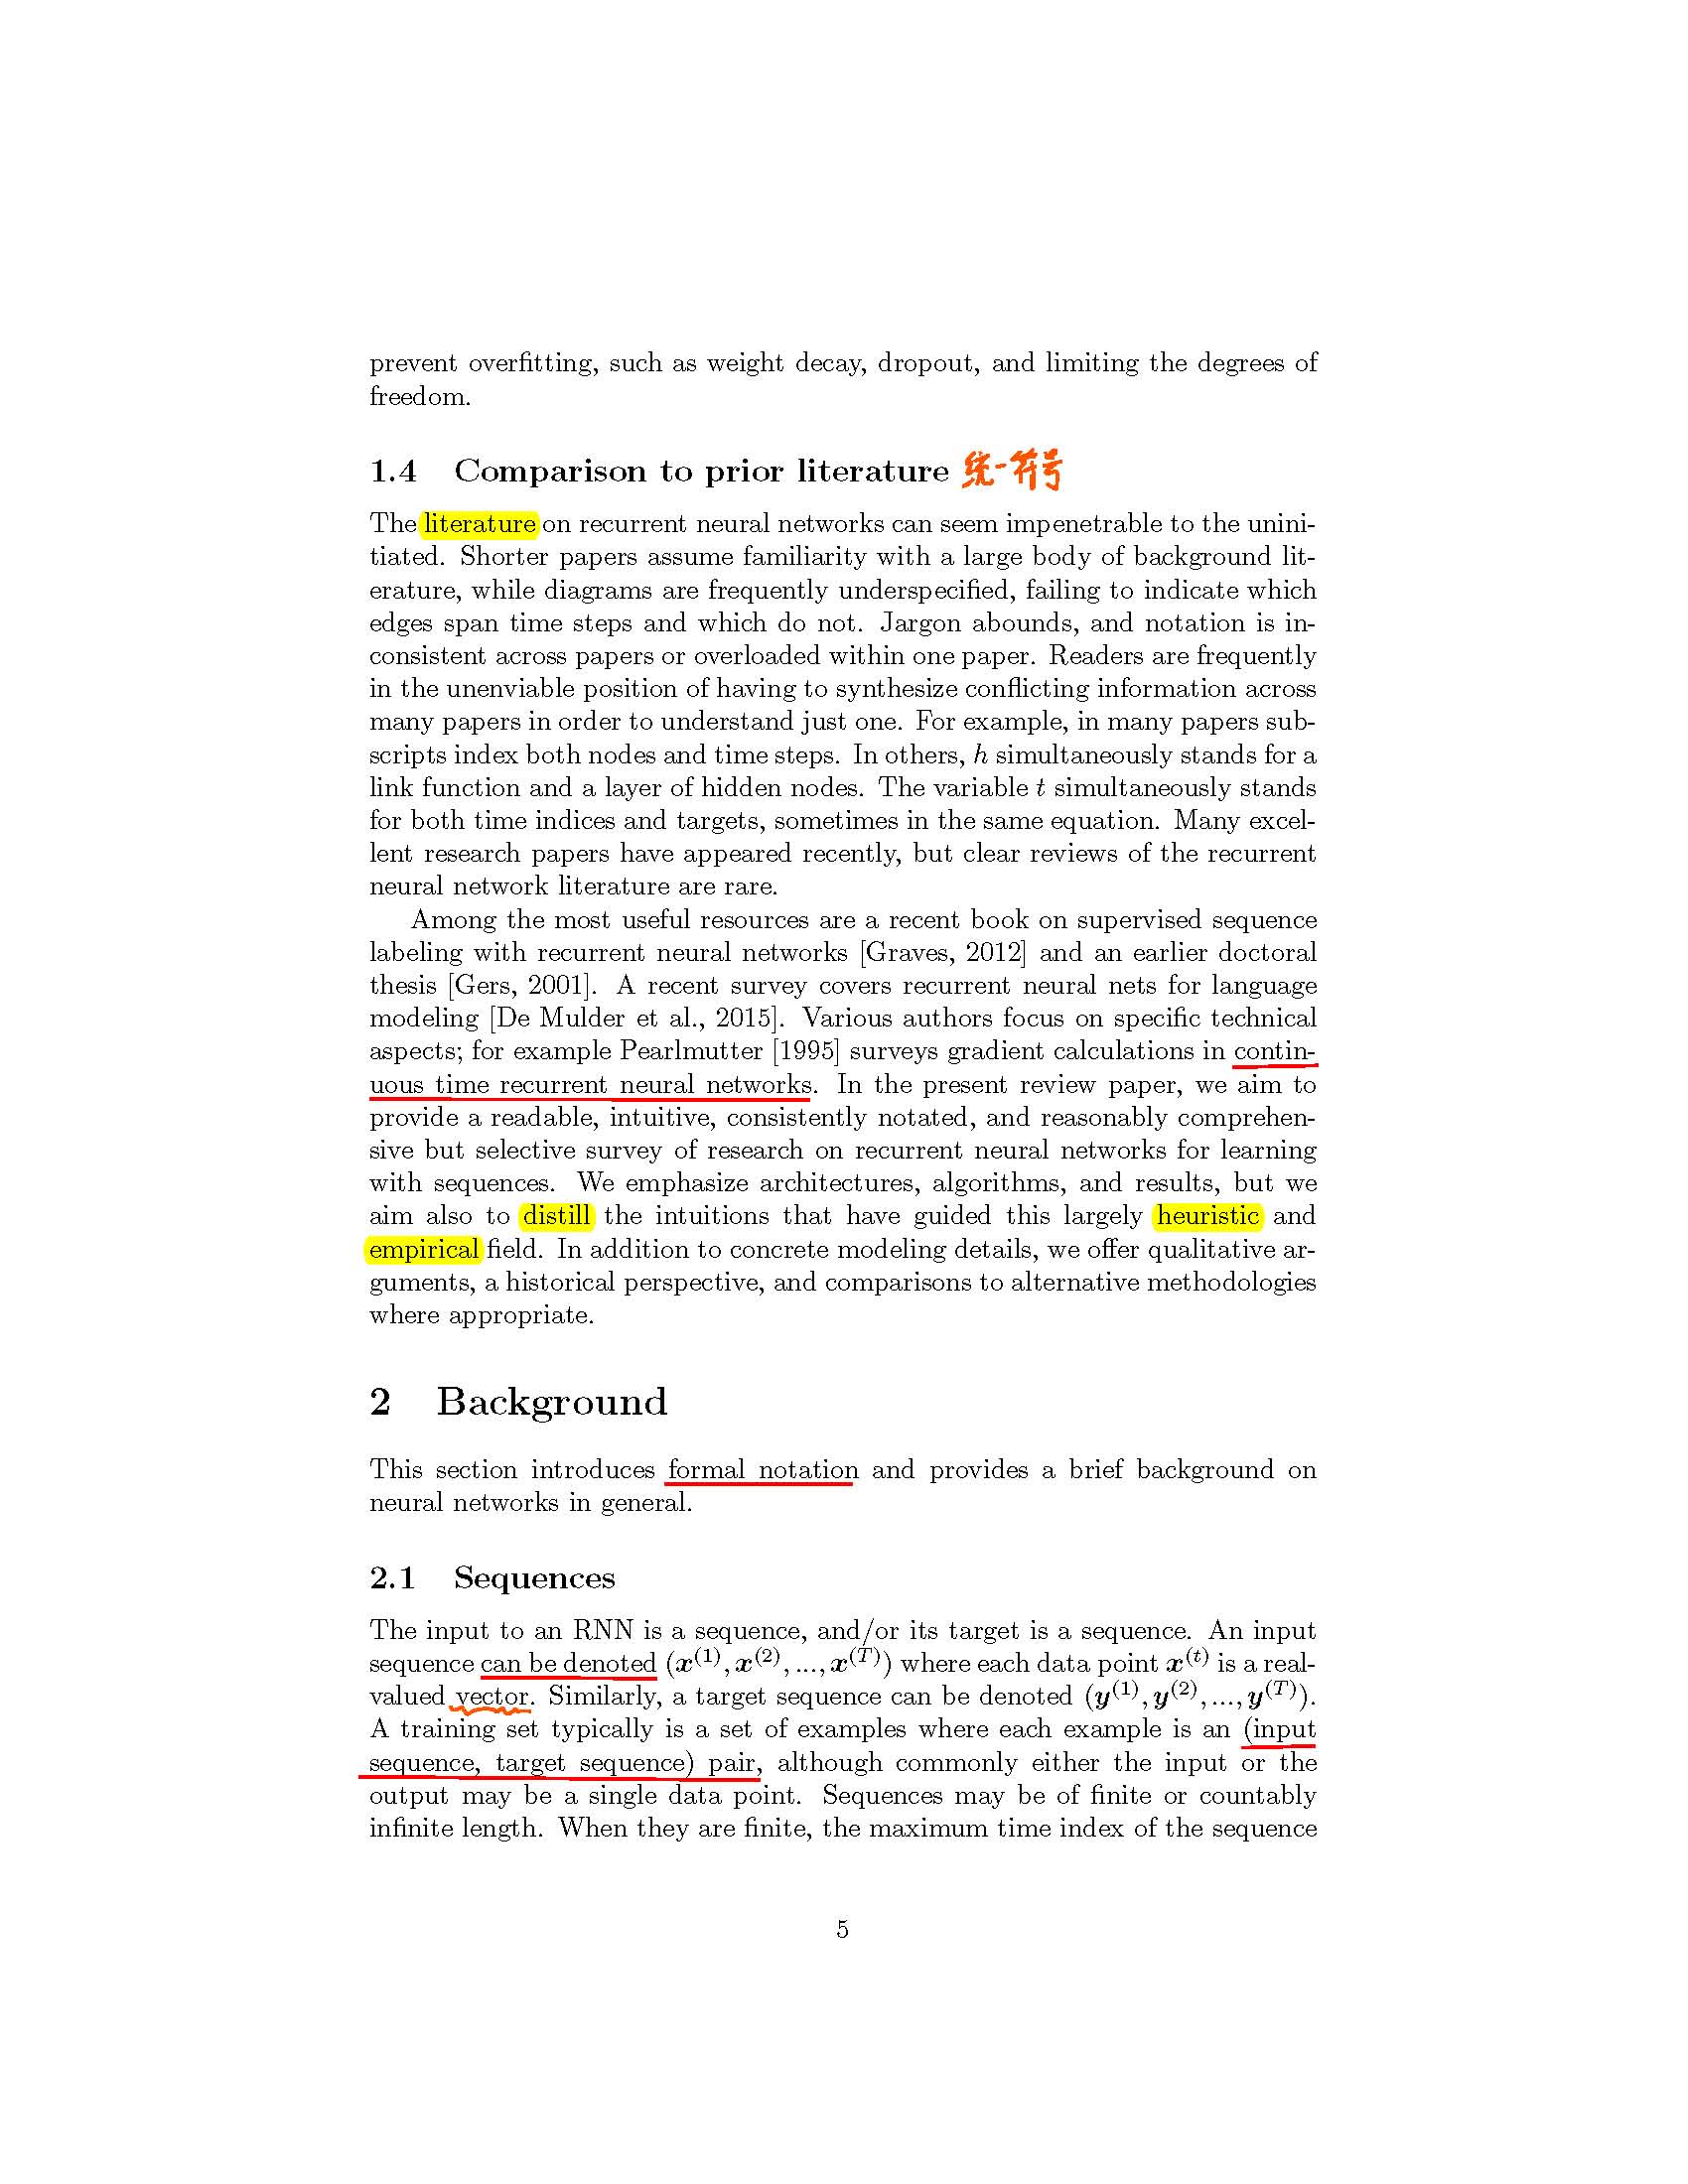 prevent overfitting, such as weight decay, dropout, and limiting the degrees of
freedom.
1.4 Comparison to prior literature 统一符号
The literature on recurrent neural networks can seem impenetrable to the unini-
tiated. Shorter papers assume familiarity with a large body of background lit-
erature, while diagrams are frequently underspecified, failing to indicate which
edges span time steps and which do not. Jargon abounds, and notation is in-
consistent across papers or overloaded within one paper. Readers are frequently
in the unenviable position of having to synthesize conflicting information across
many papers in order to understand just one. For example, in many papers sub-
scripts index both nodes and time steps. In others, h simultaneously stands for a
link function and a layer of hidden nodes. The variable t simultaneously stands
for both time indices and targets, sometimes in the same equation. Many excel-
lent research papers have appeared recently, but clear reviews of the recurrent
neural network literature are rare.
Among the most useful resources are a recent book on supervised sequence
labeling with recurrent neural networks [Graves, 2012] and an earlier doctoral
thesis [Gers, 2001]. A recent survey covers recurrent neural nets for language
modeling [De Mulder et al., 2015]. Various authors focus on specific technical
aspects; for example Pearlmutter [1995] surveys gradient calculations in contin-
uous time recurrent neural networks. In the present review paper, we aim to
provide a readable, intuitive, consistently notated, and reasonably comprehen-
sive but selective survey of research on recurrent neural networks for learning
with sequences. We emphasize architectures, algorithms, and results, but we
aim also to distill the intuitions that have guided this largely heuristic and
empirical field. In addition to concrete modeling details, we offer qualitative ar-
guments, a historical perspective, and comparisons to alternative methodologies
where appropriate.
2 Background
This section introduces formal notation and provides a brief background on
neural networks in general.
2.1 Sequences
The input to an RNN is a sequence, and/or its target is a sequence. An input
sequence can be denoted (x^(1), x^(2), ..., x^(T)) where each data point x^(t) is a real-
valued vector. Similarly, a target sequence can be denoted (y^(1), y^(2), ..., y^(T)).
A training set typically is a set of examples where each example is an (input
sequence, target sequence) pair, although commonly either the input or the
output may be a single data point. Sequences may be of finite or countably
infinite length. When they are finite, the maximum time index of the sequence
5